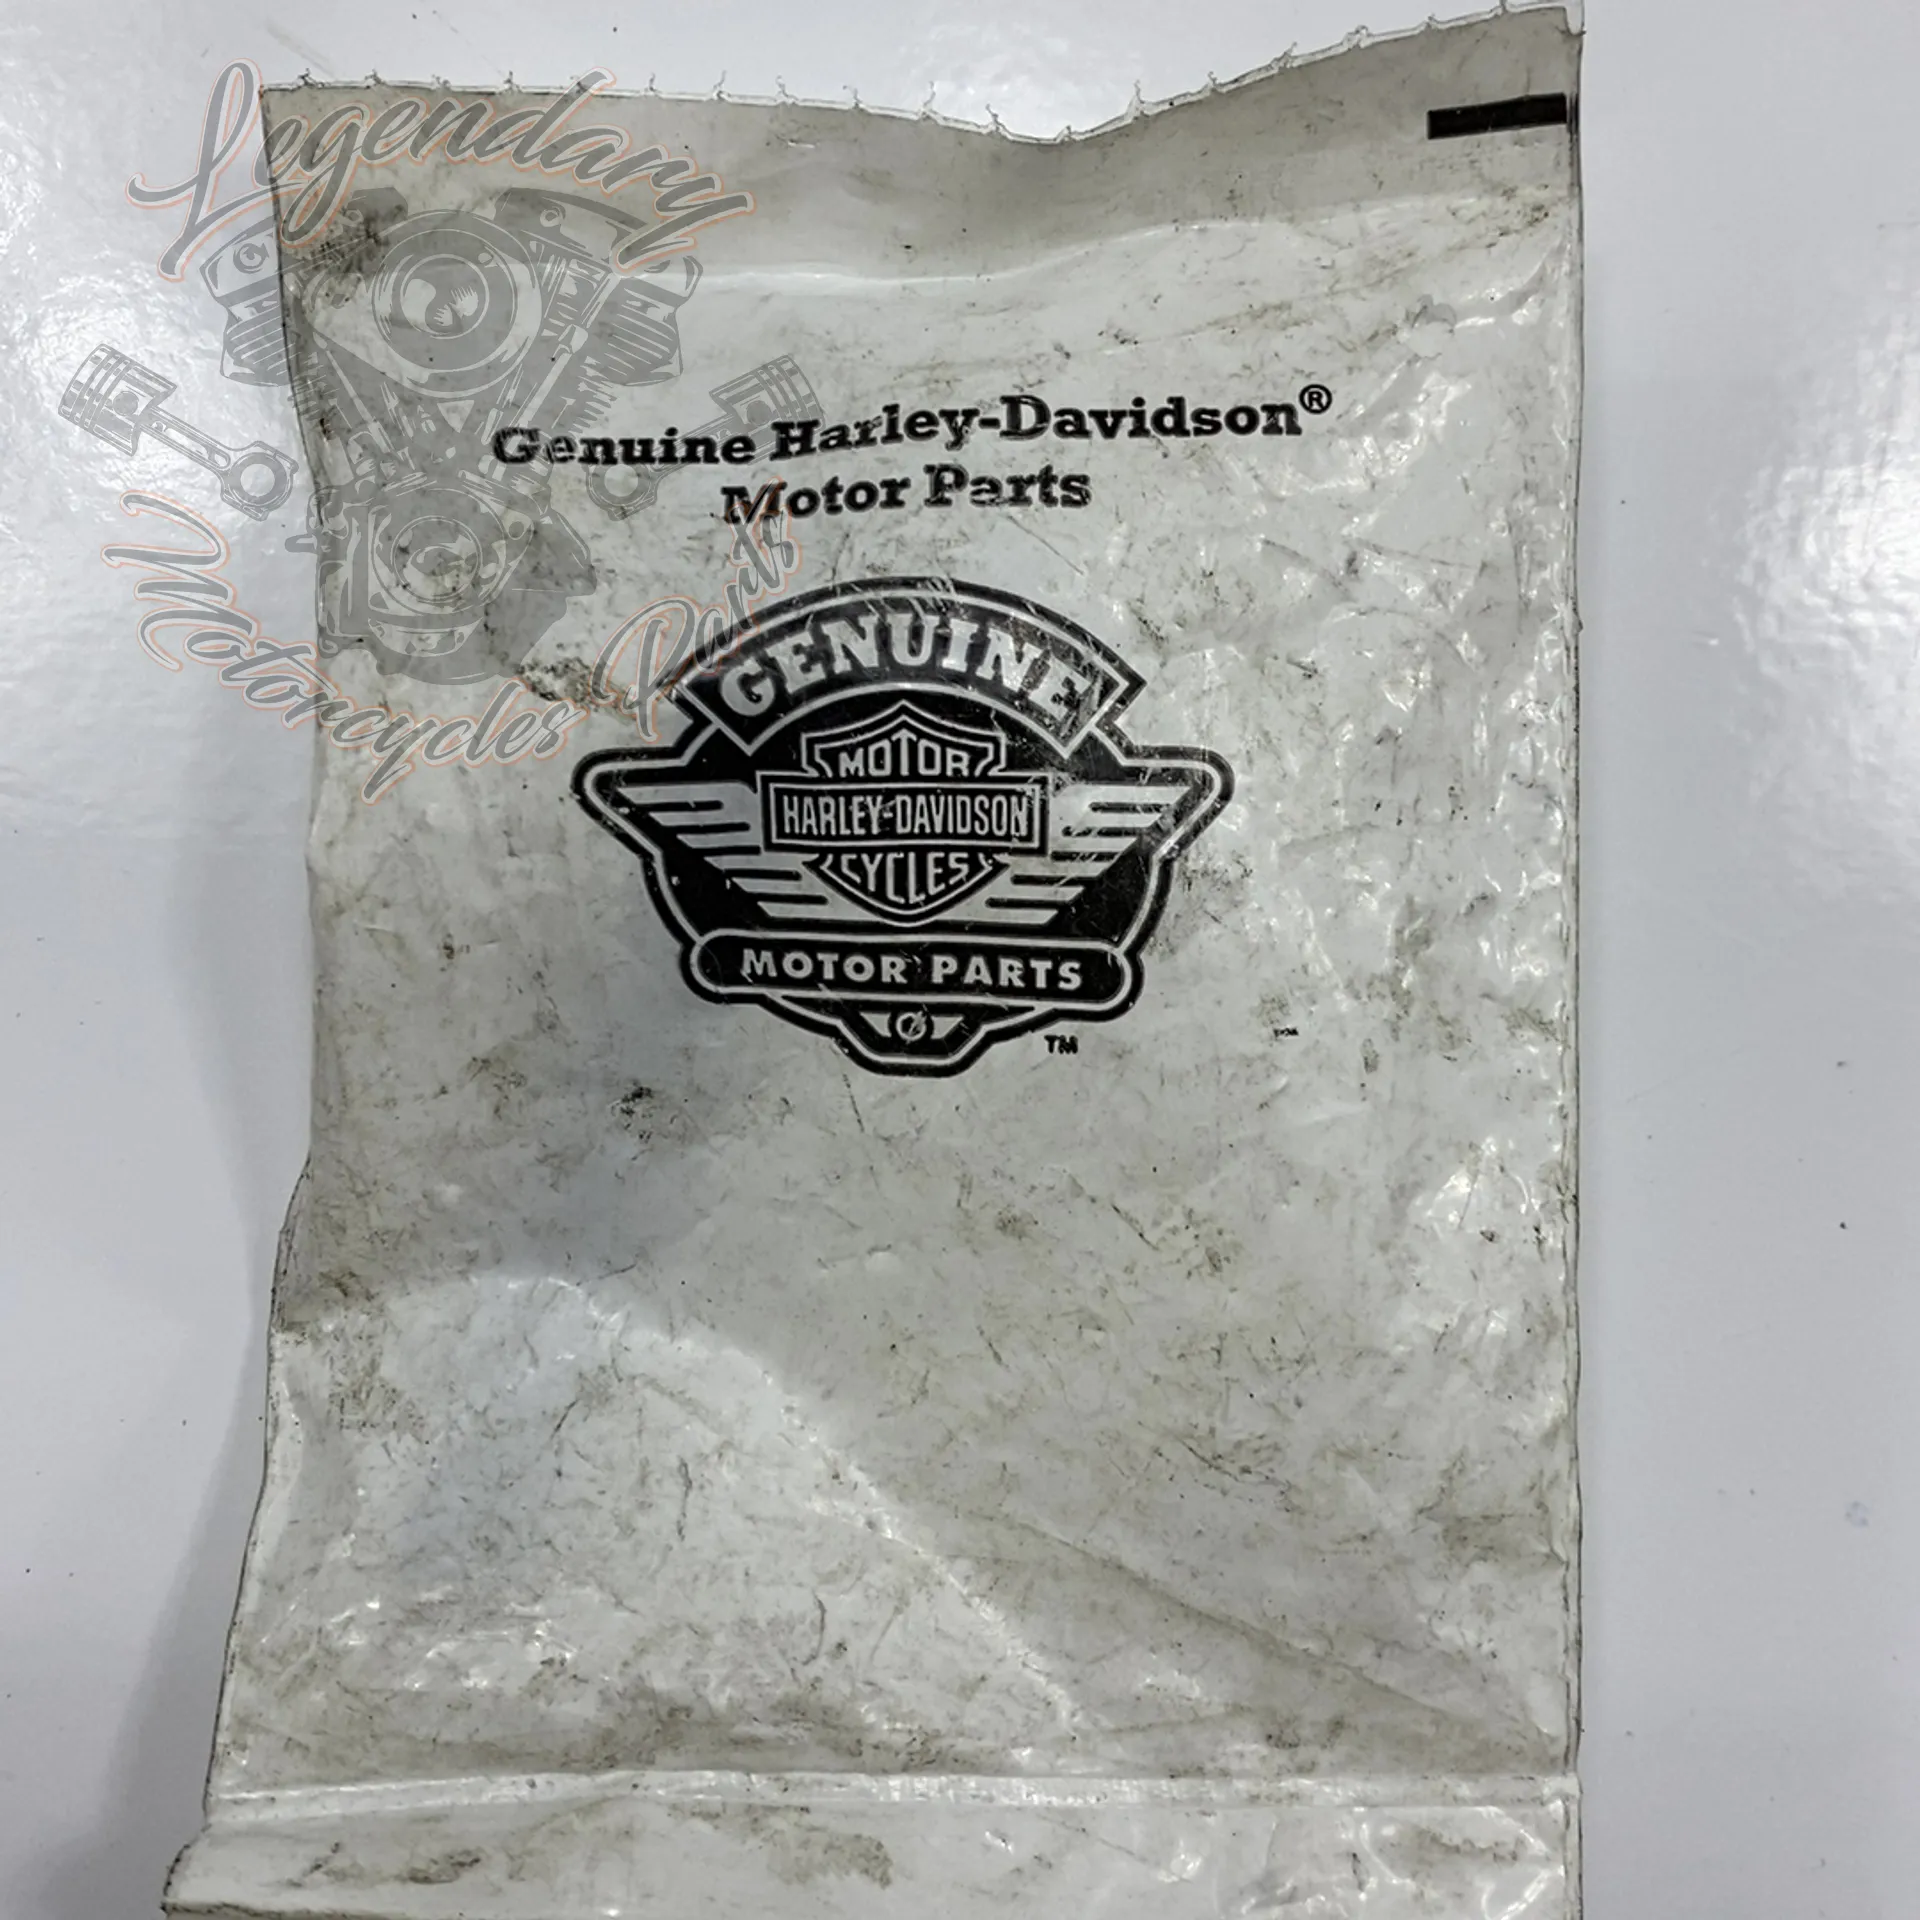 Legendary
Motorcycles Parts
Genuine Harley-Davidson®
Motor Parts
GENUINE
MOTOR
HARLEY-DAVIDSON
CYCLES
MOTOR PARTS
TM